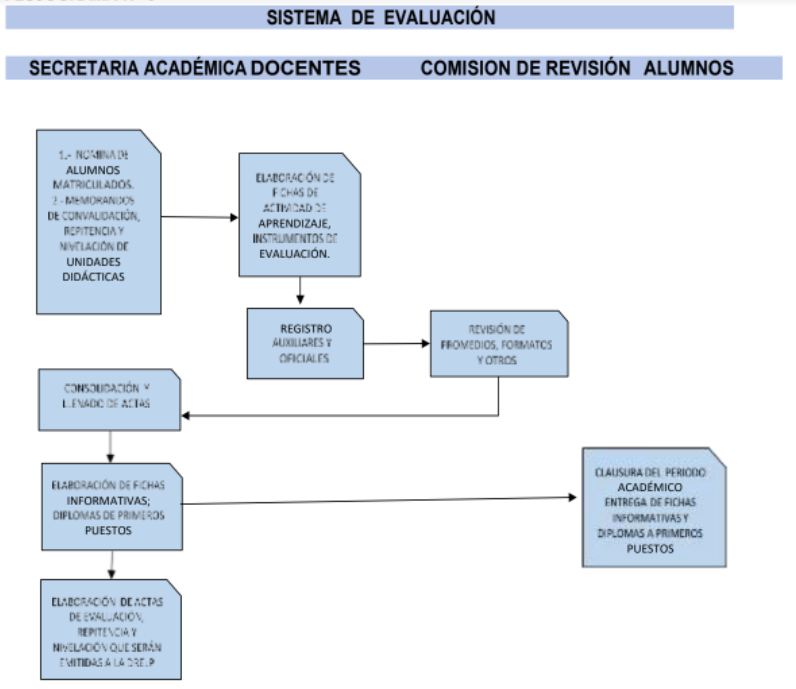 SISTEMA DE EVALUACIÓN
SECRETARIA ACADÉMICA DOCENTES COMISION DE REVISIÓN ALUMNOS
1.- NOMINA DE
ALUMNOS
MATRICULADOS.
2.- MEMORANDOS
DE CONVALIDACIÓN,
REPITENCIA Y
NIVELACIÓN DE
UNIDADES
DIDÁCTICAS
ELABORACIÓN DE
FICHAS DE
ACTIVIDAD DE
APRENDIZAJE,
INSTRUMENTOS DE
EVALUACIÓN.
REGISTRO
AUXILIARES Y
OFICIALES
REVISIÓN DE
PROMEDIOS, FORMATOS
Y OTROS
CONSOLIDACIÓN Y
LLENADO DE ACTAS
ELABORACIÓN DE FICHAS
INFORMATIVAS;
DIPLOMAS DE PRIMEROS
PUESTOS
CLAUSURA DEL PERIODO
ACADÉMICO
ENTREGA DE FICHAS
INFORMATIVAS Y
DIPLOMAS A PRIMEROS
PUESTOS
ELABORACIÓN DE ACTAS
DE EVALUACIÓN,
REPITENCIA Y
NIVELACIÓN QUE SERÁN
EMITIDAS A LA